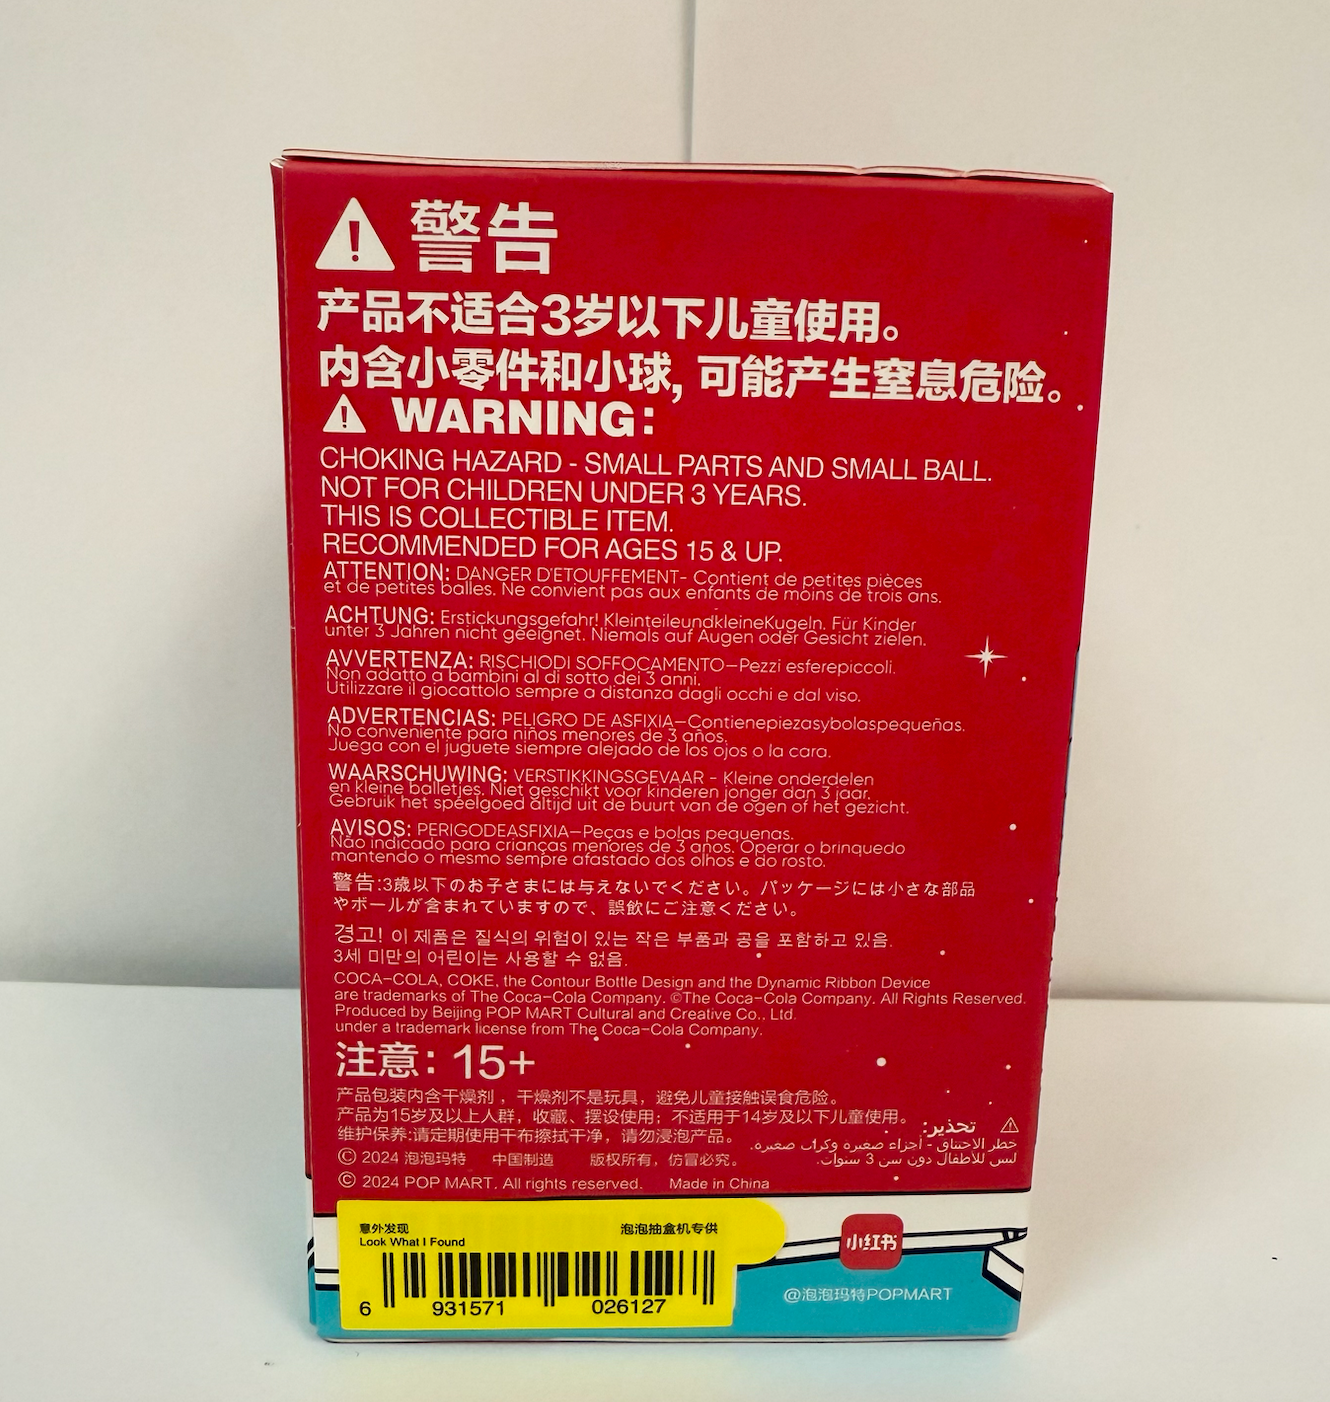 警告
产品不适合3岁以下儿童使用。
内含小零件和小球, 可能产生窒息危险。
WARNING:
CHOKING HAZARD - SMALL PARTS AND SMALL BALL.
NOT FOR CHILDREN UNDER 3 YEARS.
THIS IS COLLECTIBLE ITEM.
RECOMMENDED FOR AGES 15 & UP.
ATTENTION: DANGER D'ETOUFFEMENT- Contient de petites pièces
et de petites balles. Ne convient pas aux enfants de moins de trois ans.
ACHTUNG: Erstickungsgefahr! KleinteileundkleineKugeln. Für Kinder
unter 3 Jahren nicht geeignet. Niemals auf Augen oder Gesicht zielen.
AVVERTENZA: RISCHIODI SOFFOCAMENTO—Pezzi esferepiccoli.
Non adatto a bambini al di sotto dei 3 anni.
Utilizzare il giocattolo sempre a distanza dagli occhi e dal viso.
ADVERTENCIAS: PELIGRO DE ASFIXIA—Contienepiezasybolaspequeñas.
No conveniente para niños menores de 3 años.
Juega con el juguete siempre alejado de los ojos o la cara.
WAARSCHUWING: VERSTIKKINGSGEVAAR - Kleine onderdelen
en kleine balletjes. Niet geschikt voor kinderen jonger dan 3 jaar.
Gebruik het speelgoed altijd uit de buurt van de ogen of het gezicht.
AVISOS: PERIGODEASFIXIA—Peças e bolas pequenas.
Não indicado para crianças menores de 3 anos. Operar o brinquedo
mantendo o mesmo sempre afastado dos olhos e do rosto.
警告:3歳以下のお子さまには与えないでください。パッケージには小さな部品
やボールが含まれていますので、誤飲にご注意ください。
경고! 이 제품은 질식의 위험이 있는 작은 부품과 공을 포함하고 있음.
3세 미만의 어린이는 사용할 수 없음.
COCA-COLA, COKE, the Contour Bottle Design and the Dynamic Ribbon Device
are trademarks of The Coca-Cola Company. ©The Coca-Cola Company. All Rights Reserved.
Produced by Beijing POP MART Cultural and Creative Co., Ltd.
under a trademark license from The Coca-Cola Company.
注意: 15+
产品包装内含干燥剂，干燥剂不是玩具，避免儿童接触误食危险。
产品为15岁及以上人群，收藏、摆设使用；不适用于14岁及以下儿童使用。
维护保养:请定期使用干布擦拭干净，请勿浸泡产品。
تحذير:
خطر الاختناق - أجزاء صغيرة وكرات صغيرة.
ليس للأطفال دون سن 3 سنوات.
© 2024 泡泡玛特 中国制造 版权所有，仿冒必究。
© 2024 POP MART. All rights reserved. Made in China
意外发现 泡泡抽盒机专供
Look What I Found
6 931571 026127
小红书
@泡泡玛特POPMART